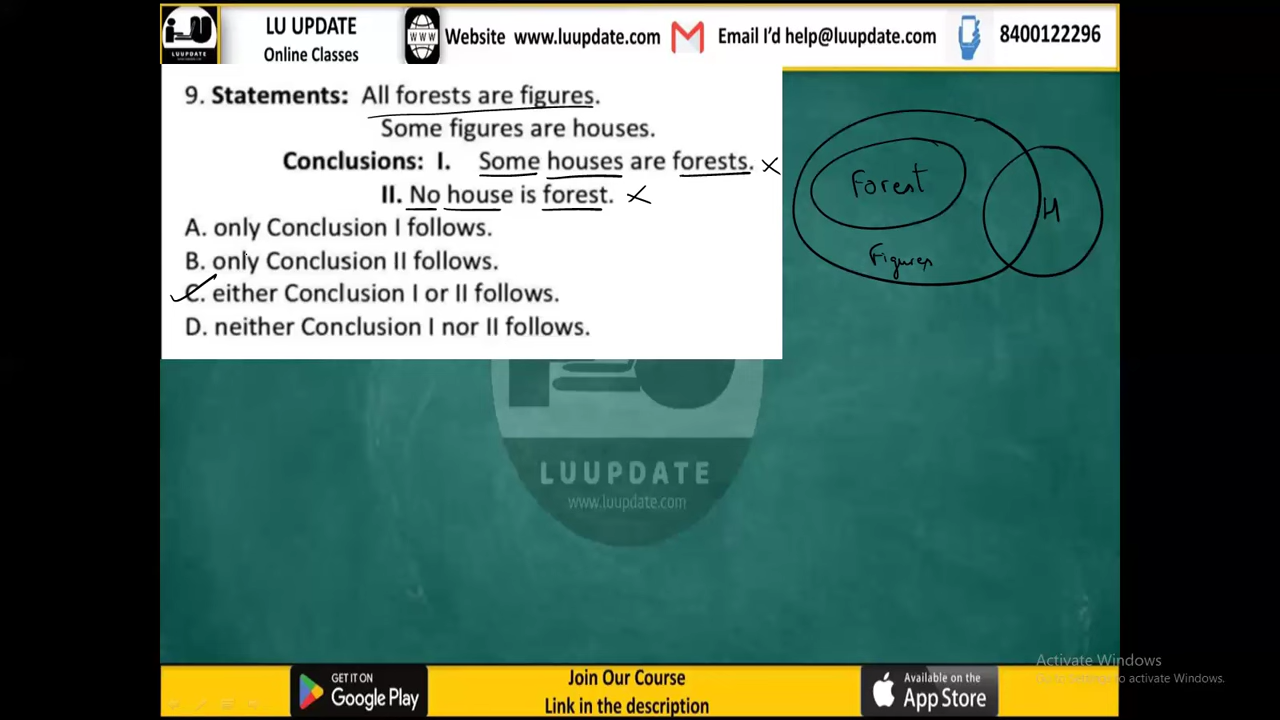 LU UPDATE
Online Classes
LUUPDATE
WWW
Website www.luupdate.com
Email I'd help@luupdate.com
8400122296
9. Statements: All forests are figures.
Some figures are houses.
Conclusions: I. Some houses are forests. ×
II. No house is forest. ×
A. only Conclusion I follows.
B. only Conclusion II follows.
C. either Conclusion I or II follows.
D. neither Conclusion I nor II follows.
Forest
H
Figures
LUUPDATE
www.luupdate.com
Activate Windows
GET IT ON
Google Play
Join Our Course
Link in the description
Available on the
App Store